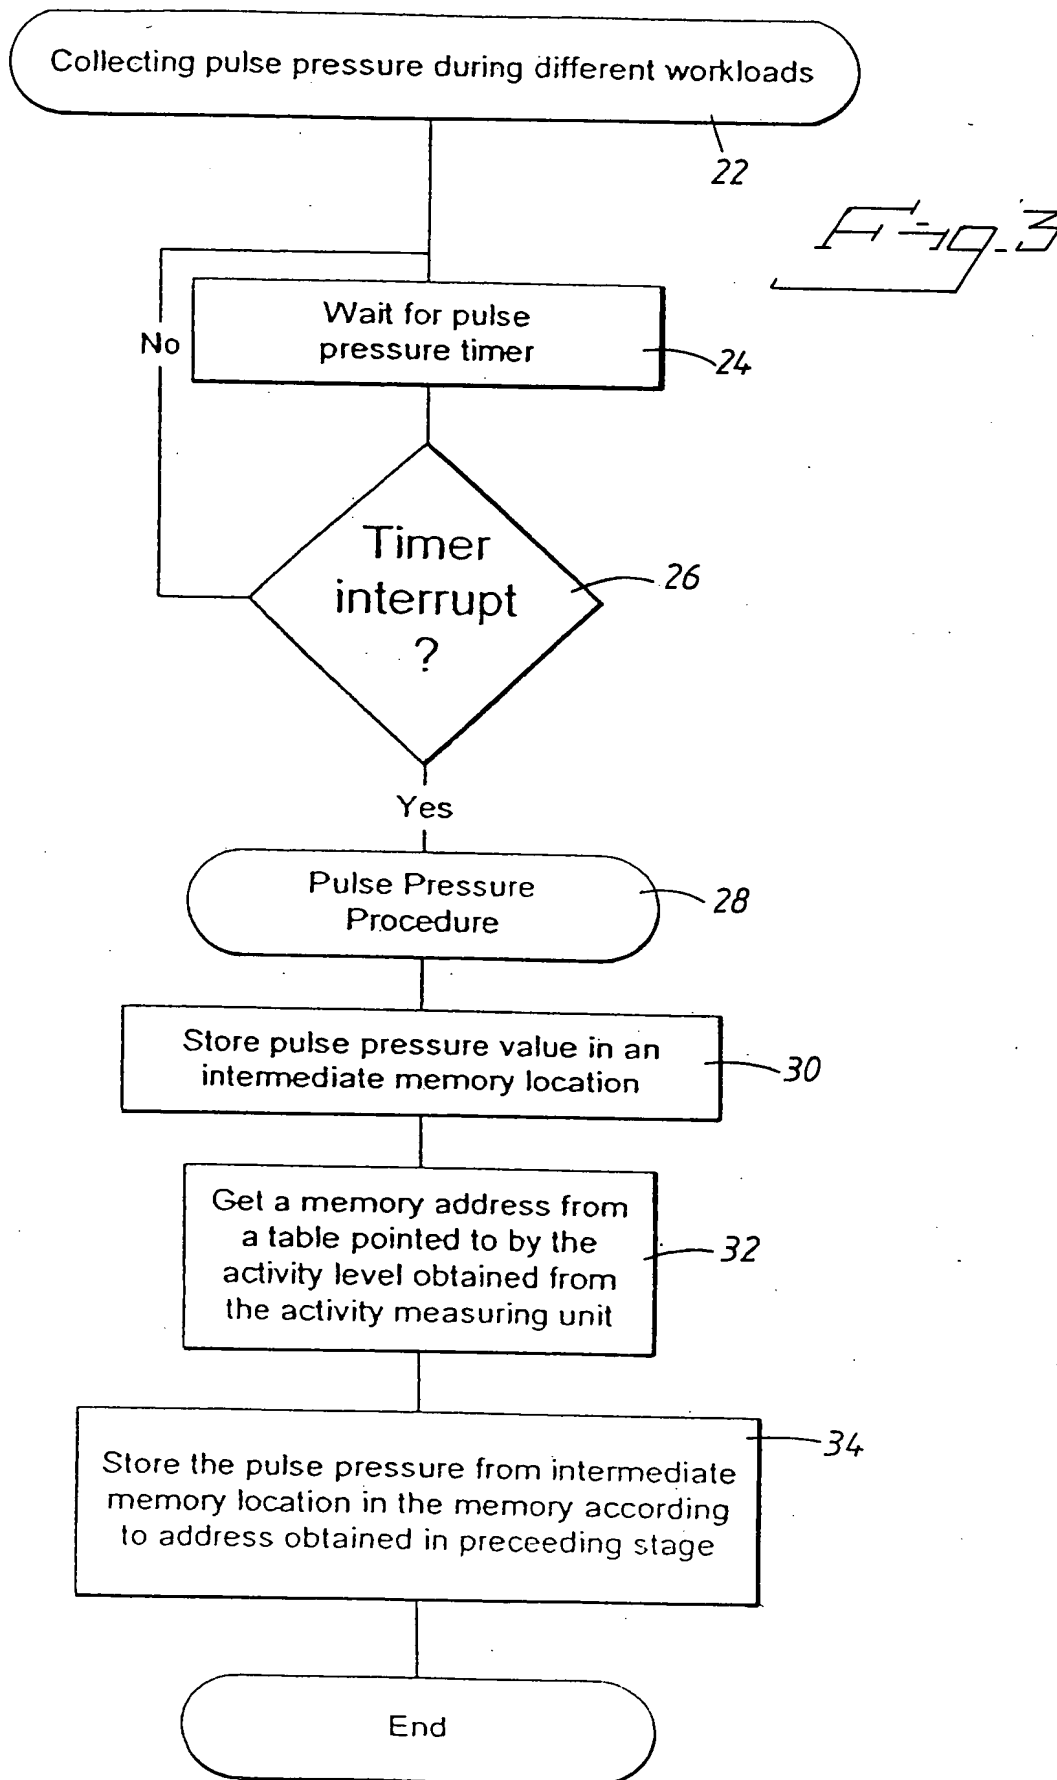 Collecting pulse pressure during different workloads
22
Fig. 3
Wait for pulse
pressure timer
24
No
Timer
interrupt
?
26
Yes
Pulse Pressure
Procedure
28
Store pulse pressure value in an
intermediate memory location
30
Get a memory address from
a table pointed to by the
activity level obtained from
the activity measuring unit
32
34
Store the pulse pressure from intermediate
memory location in the memory according
to address obtained in preceeding stage
End